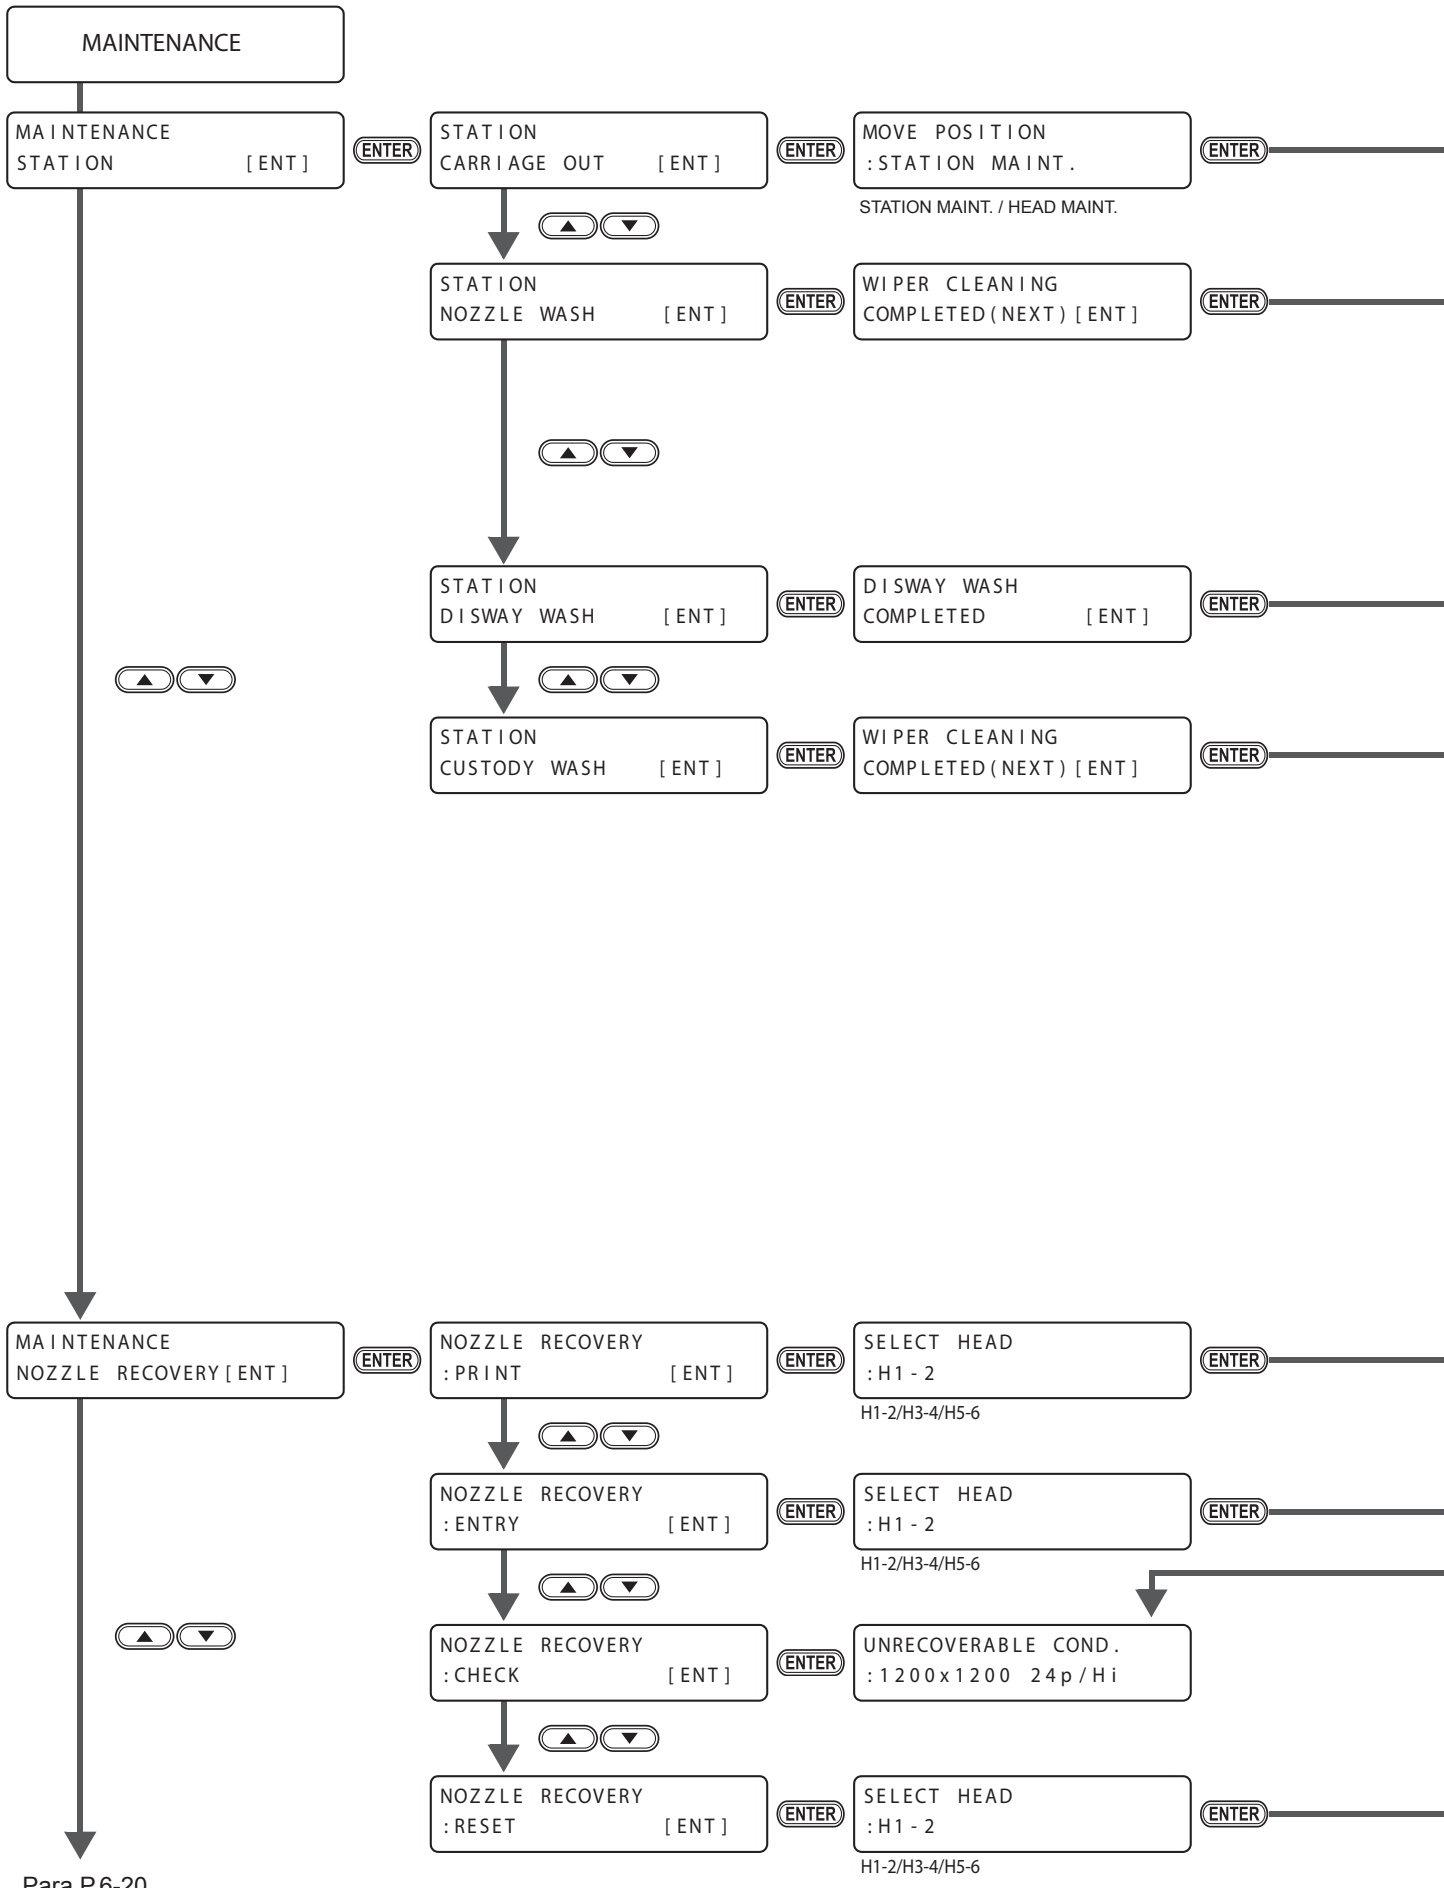 MAINTENANCE
MAINTENANCE
STATION [ENT]
ENTER
STATION
CARRIAGE OUT [ENT]
ENTER
MOVE POSITION
:STATION MAINT.
ENTER
STATION MAINT. / HEAD MAINT.
STATION
NOZZLE WASH [ENT]
ENTER
WIPER CLEANING
COMPLETED(NEXT)[ENT]
ENTER
STATION
DISWAY WASH [ENT]
ENTER
DISWAY WASH
COMPLETED [ENT]
ENTER
STATION
CUSTODY WASH [ENT]
ENTER
WIPER CLEANING
COMPLETED(NEXT)[ENT]
ENTER
MAINTENANCE
NOZZLE RECOVERY[ENT]
ENTER
NOZZLE RECOVERY
:PRINT [ENT]
ENTER
SELECT HEAD
:H1-2
ENTER
H1-2/H3-4/H5-6
NOZZLE RECOVERY
:ENTRY [ENT]
ENTER
SELECT HEAD
:H1-2
ENTER
H1-2/H3-4/H5-6
NOZZLE RECOVERY
:CHECK [ENT]
ENTER
UNRECOVERABLE COND.
:1200x1200 24p/Hi
NOZZLE RECOVERY
:RESET [ENT]
ENTER
SELECT HEAD
:H1-2
ENTER
H1-2/H3-4/H5-6
Para P.6-20